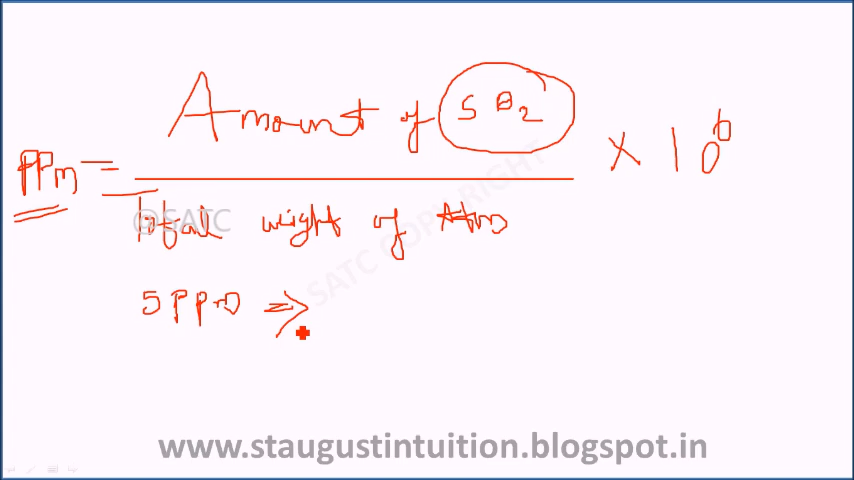 Amount of SO2
PPm = × 10^6
Total weight of Atm
@SATC
SATC COPYRIGHT
5 PPm ⇒
www.staugustintuition.blogspot.in